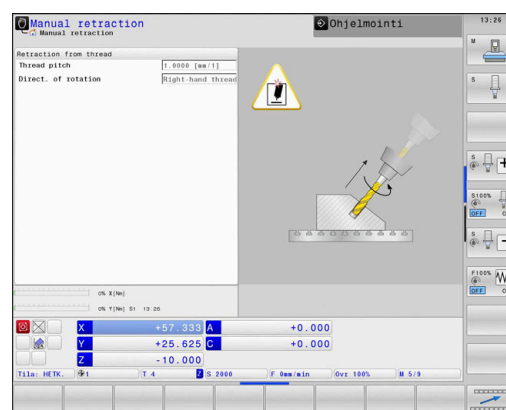 Manual retraction
Manual retraction
Ohjelmointi
13:26
Retraction from thread
Thread pitch 1.0000 [mm/1]
Direct. of rotation Right-hand thread
M
S
S
S100%
OFF
S
F100%
OFF
0% X[Nm]
0% Y[Nm] S1 13:26
X +57.333 A +0.000
Y +25.625 C +0.000
Z -10.000
Tila: HETK. 1 T 4 Z S 2000 F 0mm/min Ovr 100% M 5/9